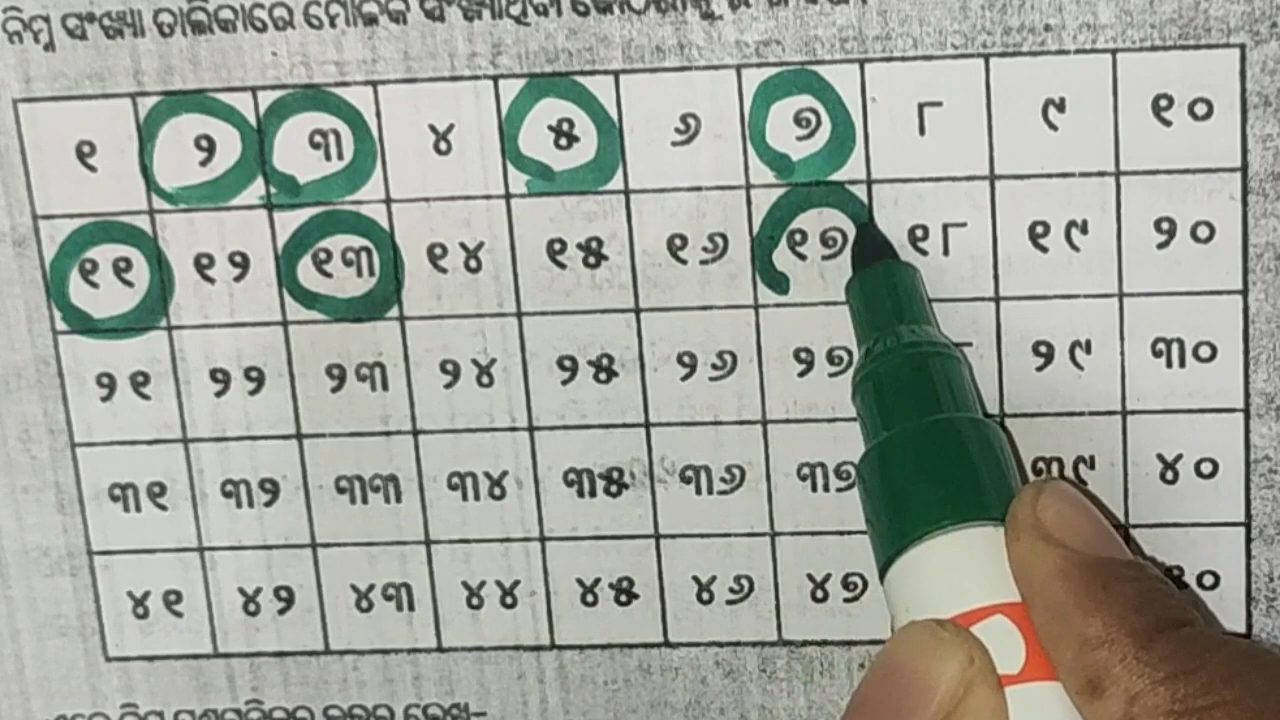 ନିମ୍ନ ସଂଖ୍ୟା ତାଲିକାରେ ମୌଳିକ ସଂଖ୍ୟାଥିବା
୧ ୨ ୩ ୪ ୫ ୬ ୭ ୮ ୯ ୧୦
୧୧ ୧୨ ୧୩ ୧୪ ୧୫ ୧୬ ୧୭ ୧୮ ୧୯ ୨୦
୨୧ ୨୨ ୨୩ ୨୪ ୨୫ ୨୬ ୨୭ ୨୯ ୩୦
୩୧ ୩୨ ୩୩ ୩୪ ୩୫ ୩୬ ୩୭ ୩୯ ୪୦
୪୧ ୪୨ ୪୩ ୪୪ ୪୫ ୪୬ ୪୭